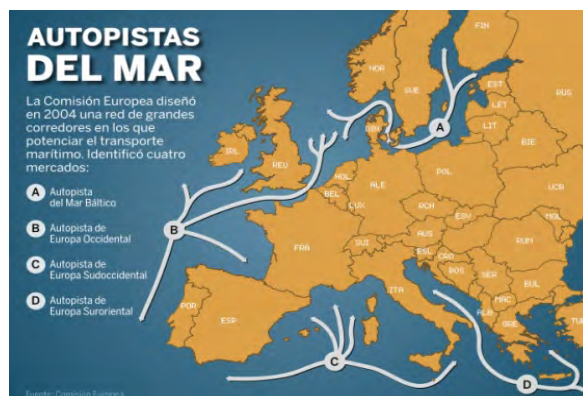 AUTOPISTAS
DEL MAR
La Comisión Europea diseñó
en 2004 una red de grandes
corredores en los que
potenciar el transporte
marítimo. Identificó cuatro
mercados:
A Autopista
del Mar Báltico
B Autopista de
Europa Occidental
C Autopista de
Europa Sudoccidental
D Autopista de
Europa Suroriental
FIN
NOR
SUE
EST
RUS
LET
DIN
A
LIT
IRL
REU
BIE
HOL
POL
BEL
ALE
B
LUX
UCR
RCH
ESV
MOL
FRA
SUI
AUS
ESL
RUM
CRO
BOS
SER
ITA
BUL
POR
ESP
MAC
ALB
GRE
TUR
C
D
Fuente: Comisión Europea